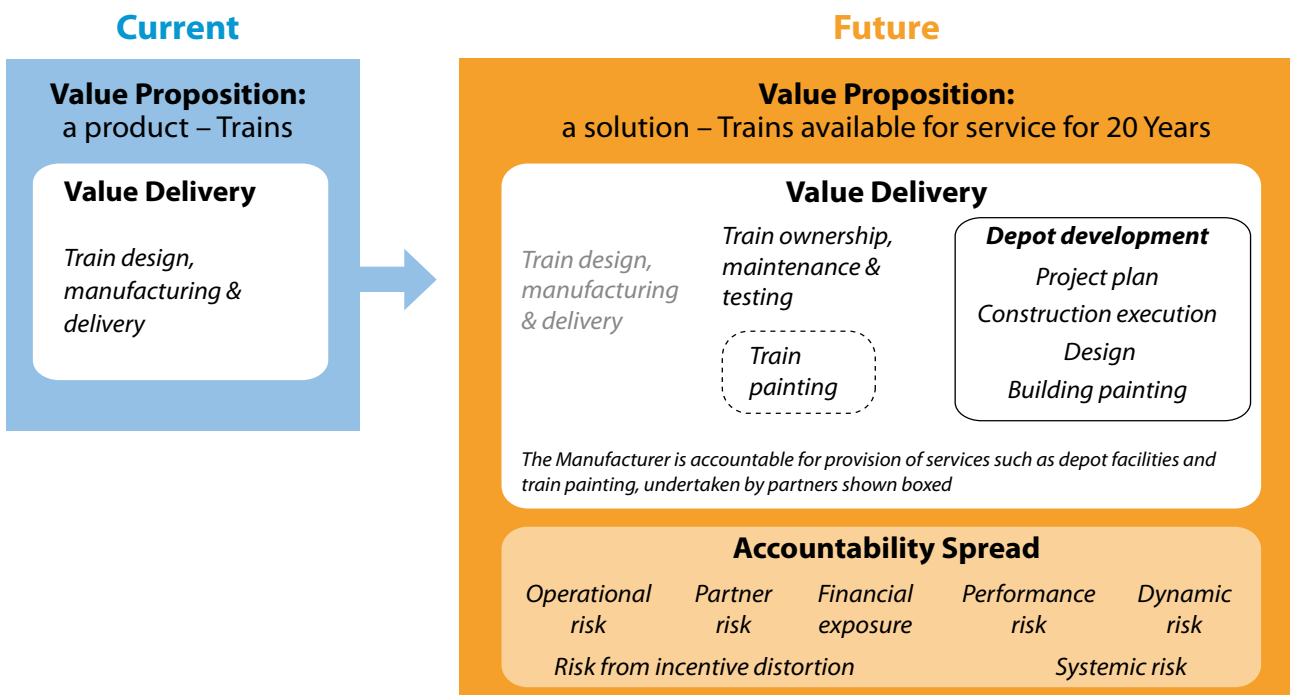 Current
Value Proposition:
a product – Trains
Value Delivery
Train design,
manufacturing &
delivery
Future
Value Proposition:
a solution – Trains available for service for 20 Years
Value Delivery
Train design,
manufacturing
& delivery
Train ownership,
maintenance &
testing
Train
painting
Depot development
Project plan
Construction execution
Design
Building painting
The Manufacturer is accountable for provision of services such as depot facilities and
train painting, undertaken by partners shown boxed
Accountability Spread
Operational
risk
Partner
risk
Financial
exposure
Performance
risk
Dynamic
risk
Risk from incentive distortion
Systemic risk